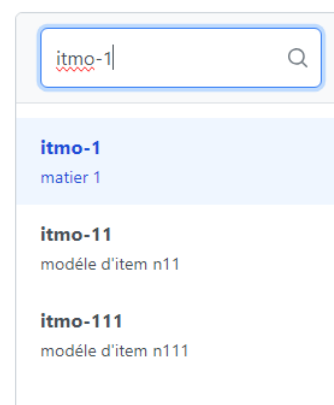 itmo-1
itmo-1
matier 1
itmo-11
modéle d'item n11
itmo-111
modéle d'item n111